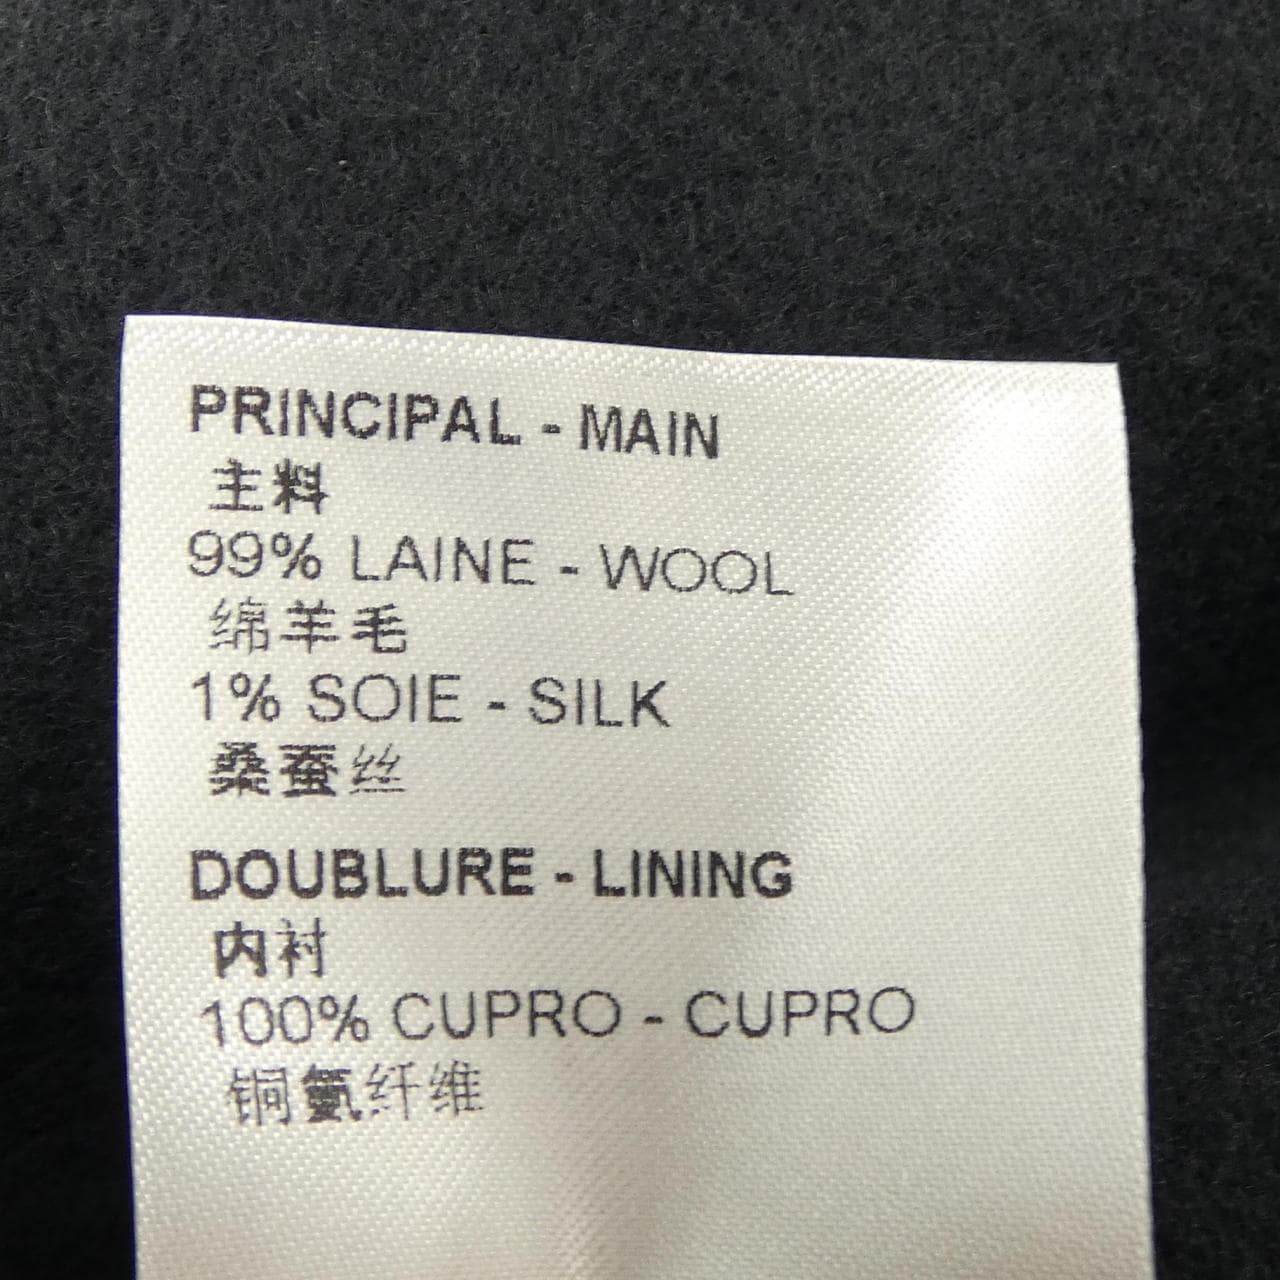 PRINCIPAL - MAIN
主料
99% LAINE - WOOL
绵羊毛
1% SOIE - SILK
桑蚕丝
DOUBLURE - LINING
内衬
100% CUPRO - CUPRO
铜氨纤维